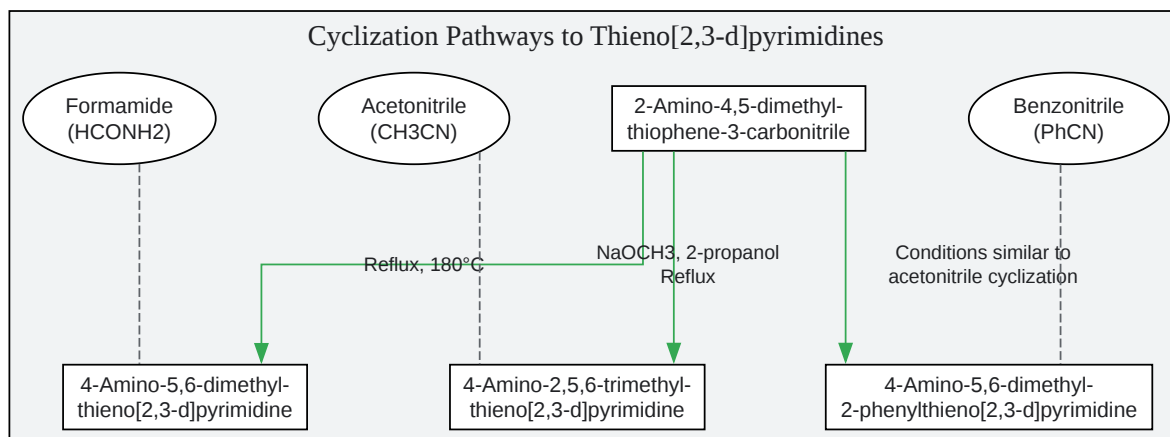 Cyclization Pathways to Thieno[2,3-d]pyrimidines
Formamide
(HCONH2)
Acetonitrile
(CH3CN)
2-Amino-4,5-dimethyl-
thiophene-3-carbonitrile
Benzonitrile
(PhCN)
Reflux, 180°C
NaOCH3, 2-propanol
Reflux
Conditions similar to
acetonitrile cyclization
4-Amino-5,6-dimethyl-
thieno[2,3-d]pyrimidine
4-Amino-2,5,6-trimethyl-
thieno[2,3-d]pyrimidine
4-Amino-5,6-dimethyl-
2-phenylthieno[2,3-d]pyrimidine